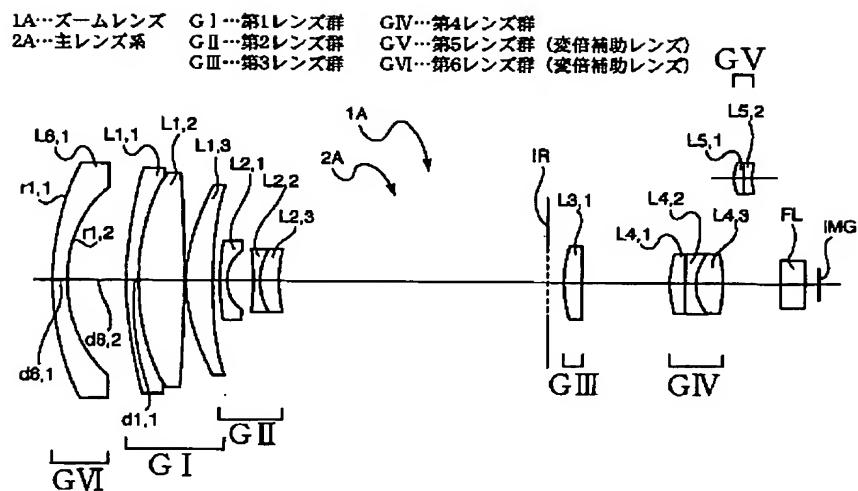 1A…ズームレンズ GⅠ…第1レンズ群 GⅣ…第4レンズ群
2A…主レンズ系 GⅡ…第2レンズ群 GⅤ…第5レンズ群(変倍補助レンズ)
GⅢ…第3レンズ群 GⅥ…第6レンズ群(変倍補助レンズ)
GⅤ
L6,1 L1,1 L1,2 L1,3 L2,1 L2,2 L2,3
1A
2A
IR
L3,1
L5,1 L5,2
L4,1 L4,2 L4,3
FL
IMG
r1,1
r1,2
d6,1
d6,2
d1,1
GⅥ
GⅠ
GⅡ
GⅢ
GⅣ